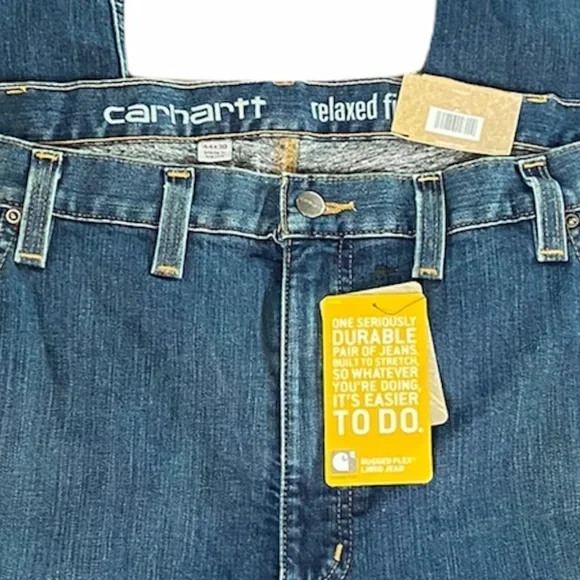 carhartt relaxed
44X30
ONE SERIOUSLY
DURABLE
PAIR OF JEANS,
BUILT TO STRETCH,
SO WHATEVER
YOU'RE DOING,
IT'S EASIER
TO DO.
RUGGED FLEX®